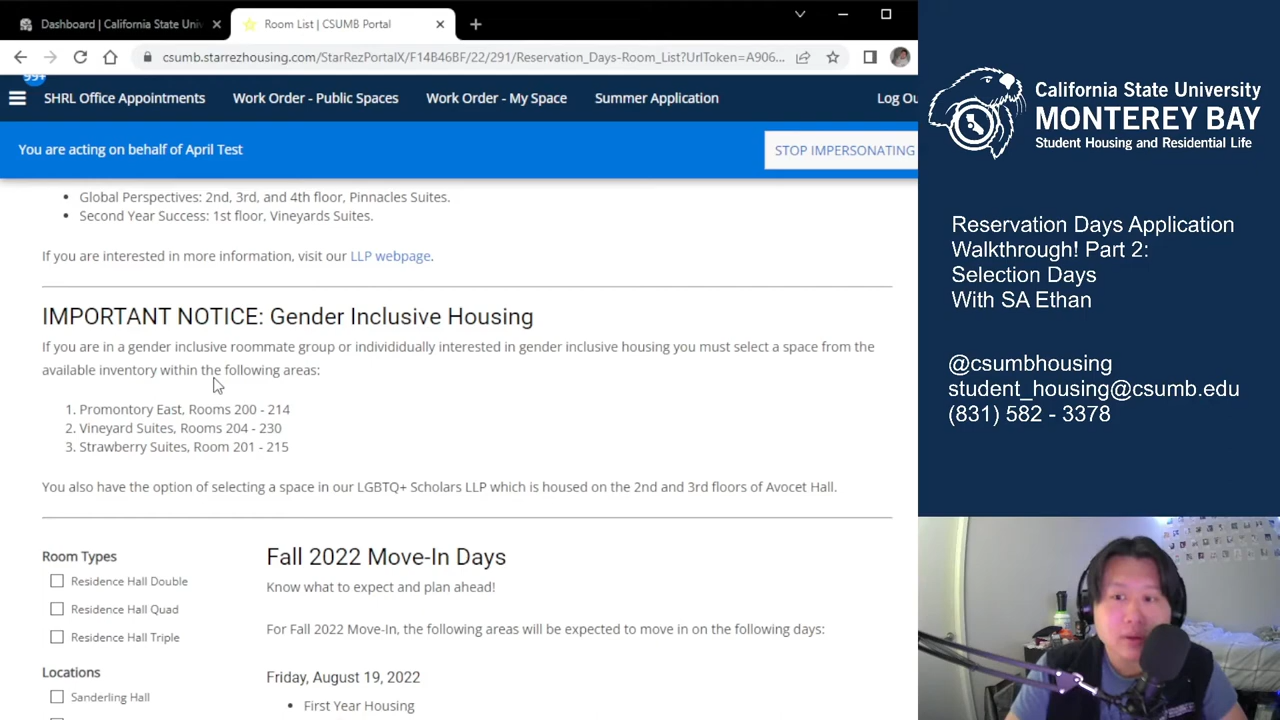 Dashboard | California State Univ
Room List | CSUMB Portal
csumb.starrezhousing.com/StarRezPortalX/F14B46BF/22/291/Reservation_Days-Room_List?UrlToken=A906...
99+
SHRL Office Appointments
Work Order - Public Spaces
Work Order - My Space
Summer Application
Log Ou
You are acting on behalf of April Test
STOP IMPERSONATING
Global Perspectives: 2nd, 3rd, and 4th floor, Pinnacles Suites.
Second Year Success: 1st floor, Vineyards Suites.
If you are interested in more information, visit our LLP webpage.
IMPORTANT NOTICE: Gender Inclusive Housing
If you are in a gender inclusive roommate group or individidually interested in gender inclusive housing you must select a space from the
available inventory within the following areas:
1. Promontory East, Rooms 200 - 214
2. Vineyard Suites, Rooms 204 - 230
3. Strawberry Suites, Room 201 - 215
You also have the option of selecting a space in our LGBTQ+ Scholars LLP which is housed on the 2nd and 3rd floors of Avocet Hall.
Room Types
Residence Hall Double
Residence Hall Quad
Residence Hall Triple
Locations
Sanderling Hall
Fall 2022 Move-In Days
Know what to expect and plan ahead!
For Fall 2022 Move-In, the following areas will be expected to move in on the following days:
Friday, August 19, 2022
First Year Housing
California State University
MONTEREY BAY
Student Housing and Residential Life
Reservation Days Application
Walkthrough! Part 2:
Selection Days
With SA Ethan
@csumbhousing
student_housing@csumb.edu
(831) 582 - 3378